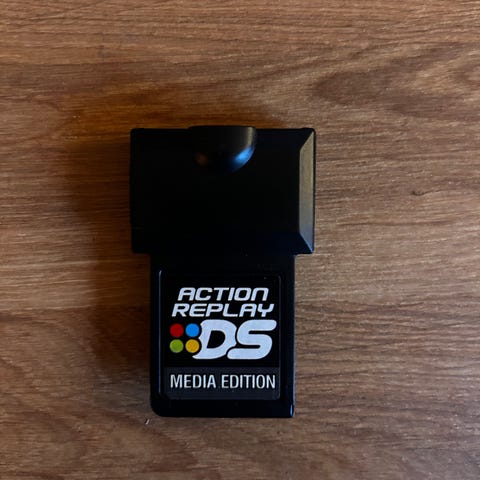 ACTION
REPLAY
DS
MEDIA EDITION